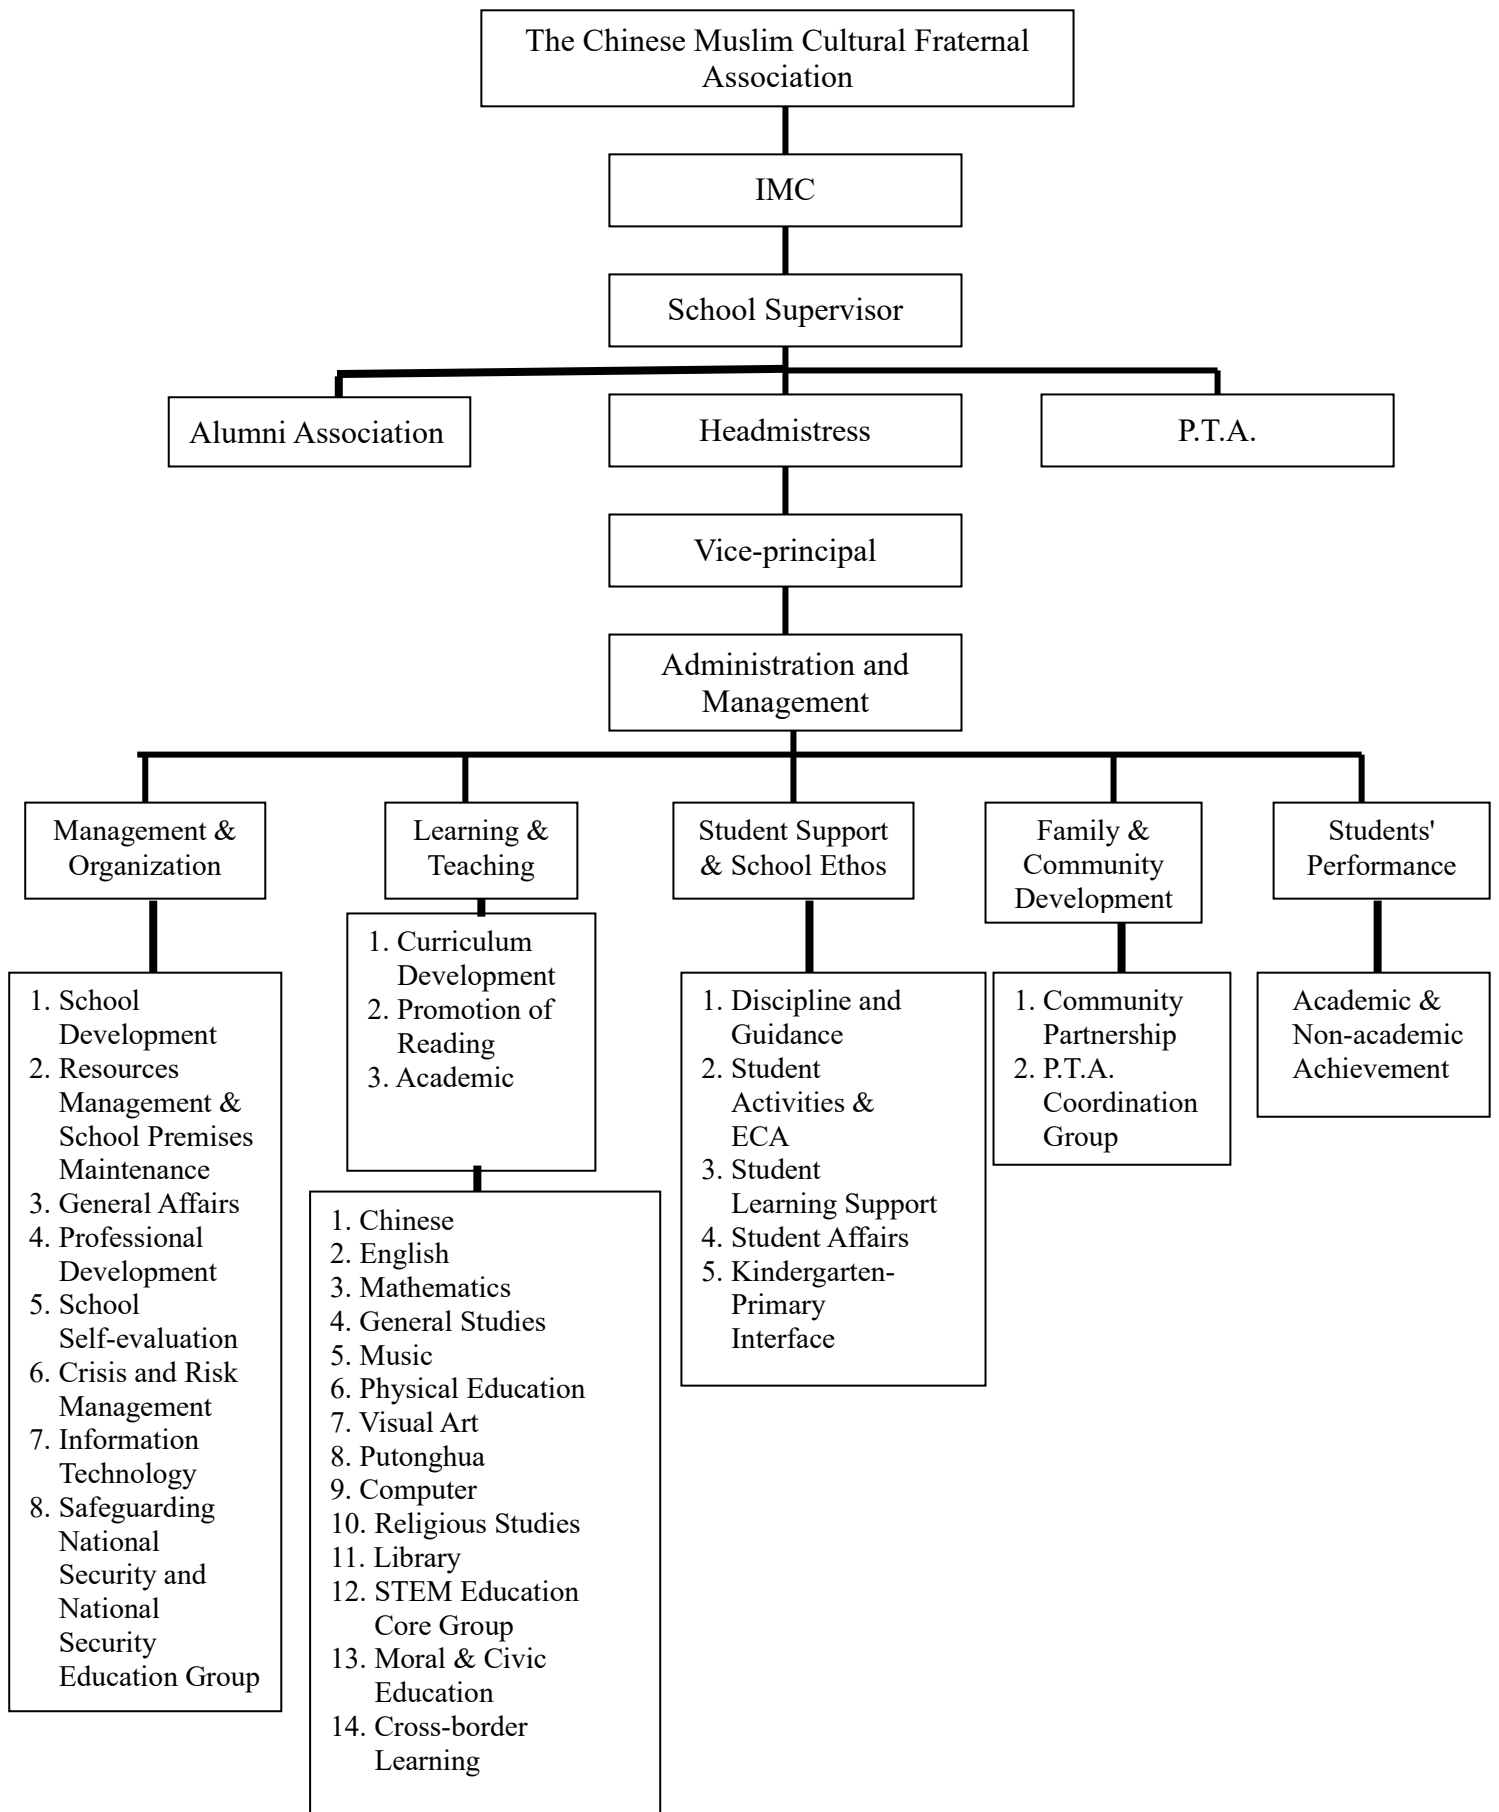 The Chinese Muslim Cultural Fraternal
Association
IMC
School Supervisor
Alumni Association
Headmistress
P.T.A.
Vice-principal
Administration and
Management
Management &
Organization
Learning &
Teaching
Student Support
& School Ethos
Family &
Community
Development
Students'
Performance
1. School
Development
2. Resources
Management &
School Premises
Maintenance
3. General Affairs
4. Professional
Development
5. School
Self-evaluation
6. Crisis and Risk
Management
7. Information
Technology
8. Safeguarding
National
Security and
National
Security
Education Group
1. Curriculum
Development
2. Promotion of
Reading
3. Academic
1. Chinese
2. English
3. Mathematics
4. General Studies
5. Music
6. Physical Education
7. Visual Art
8. Putonghua
9. Computer
10. Religious Studies
11. Library
12. STEM Education
Core Group
13. Moral & Civic
Education
14. Cross-border
Learning
1. Discipline and
Guidance
2. Student
Activities &
ECA
3. Student
Learning Support
4. Student Affairs
5. Kindergarten-
Primary
Interface
1. Community
Partnership
2. P.T.A.
Coordination
Group
Academic &
Non-academic
Achievement